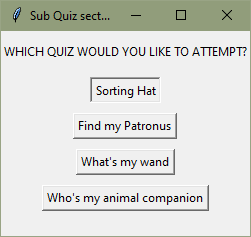 Sub Quiz sect...
WHICH QUIZ WOULD YOU LIKE TO ATTEMPT?
Sorting Hat
Find my Patronus
What's my wand
Who's my animal companion